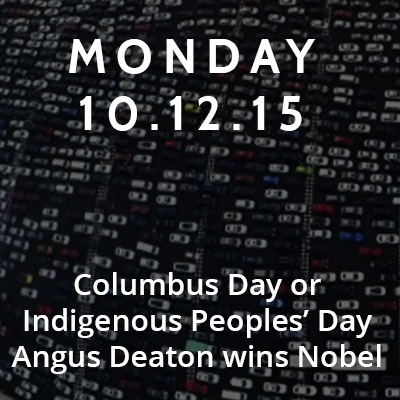 MONDAY
10.12.15
Columbus Day or
Indigenous Peoples’ Day
Angus Deaton wins Nobel